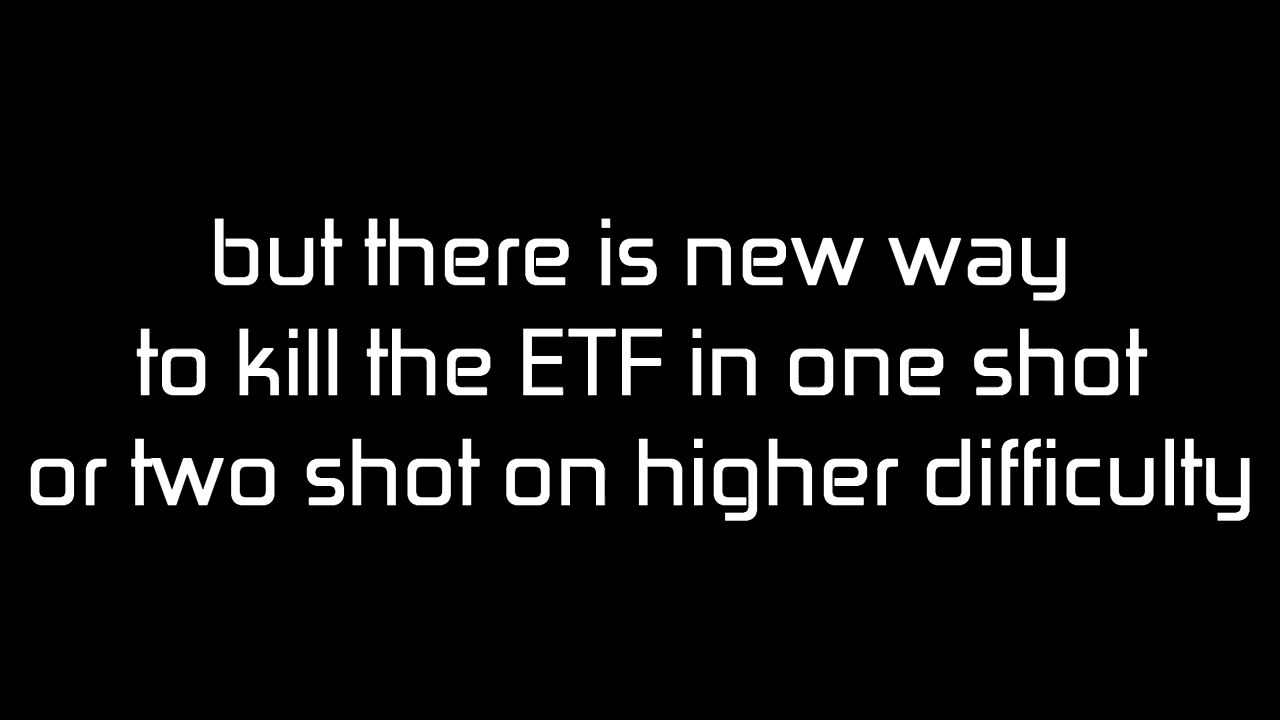 but there is new way
to kill the ETF in one shot
or two shot on higher difficulty